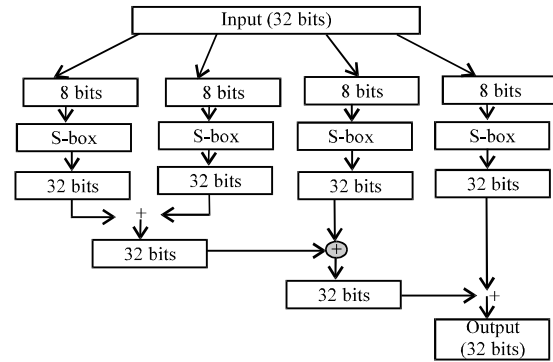 Input (32 bits)
8 bits
8 bits
8 bits
8 bits
S-box
S-box
S-box
S-box
32 bits
32 bits
32 bits
32 bits
+
32 bits
+
32 bits
+
Output
(32 bits)